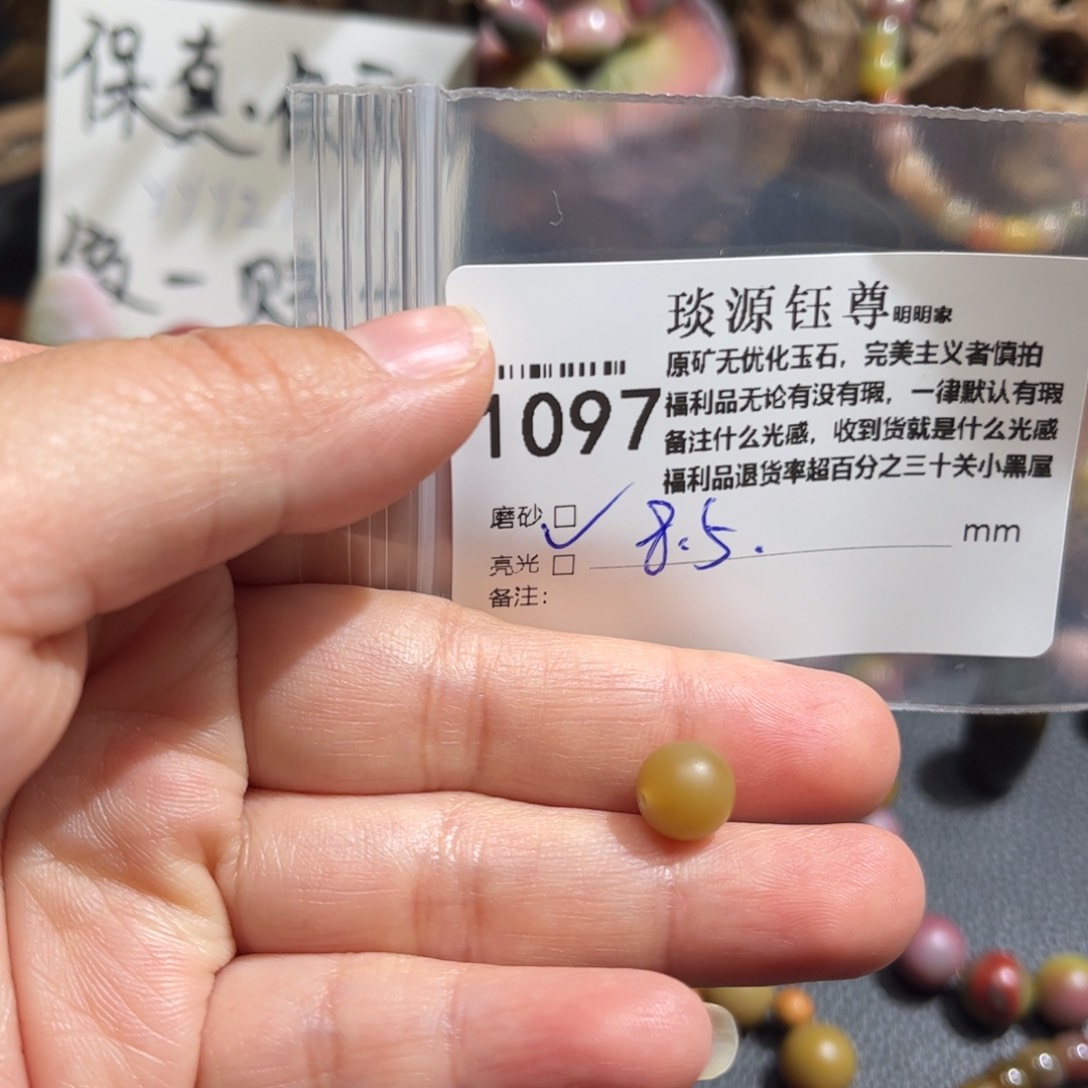 保查·
假一
琰源钰尊明明家
原矿无优化玉石，完美主义者慎拍
1097
福利品无论有没有瑕，一律默认有瑕
备注什么光感，收到货就是什么光感
福利品退货率超百分之三十关小黑屋
磨砂 □ ✓ 8.5. mm
亮光 □
备注：